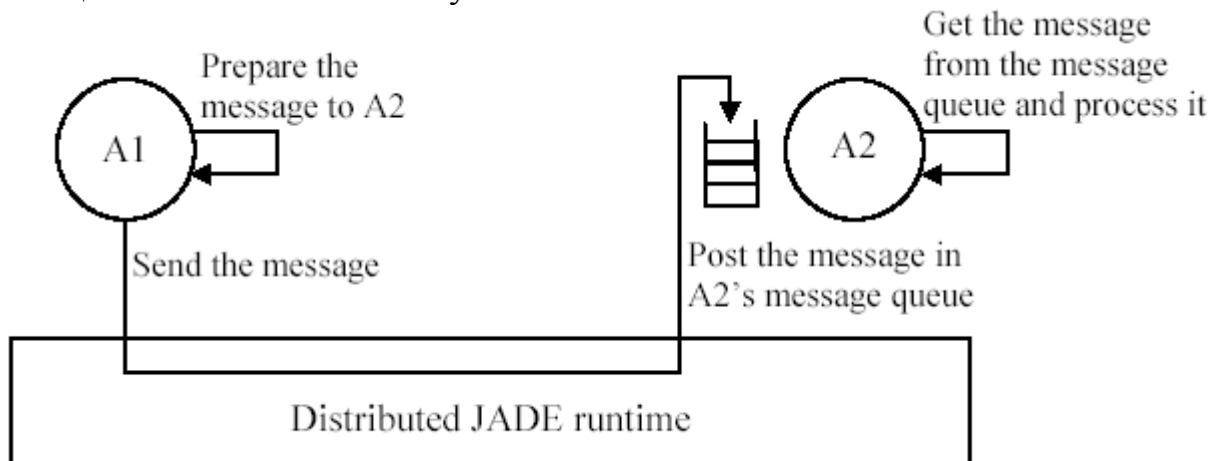 Get the message
from the message
queue and process it
Prepare the
message to A2
A1
A2
Send the message
Post the message in
A2's message queue
Distributed JADE runtime